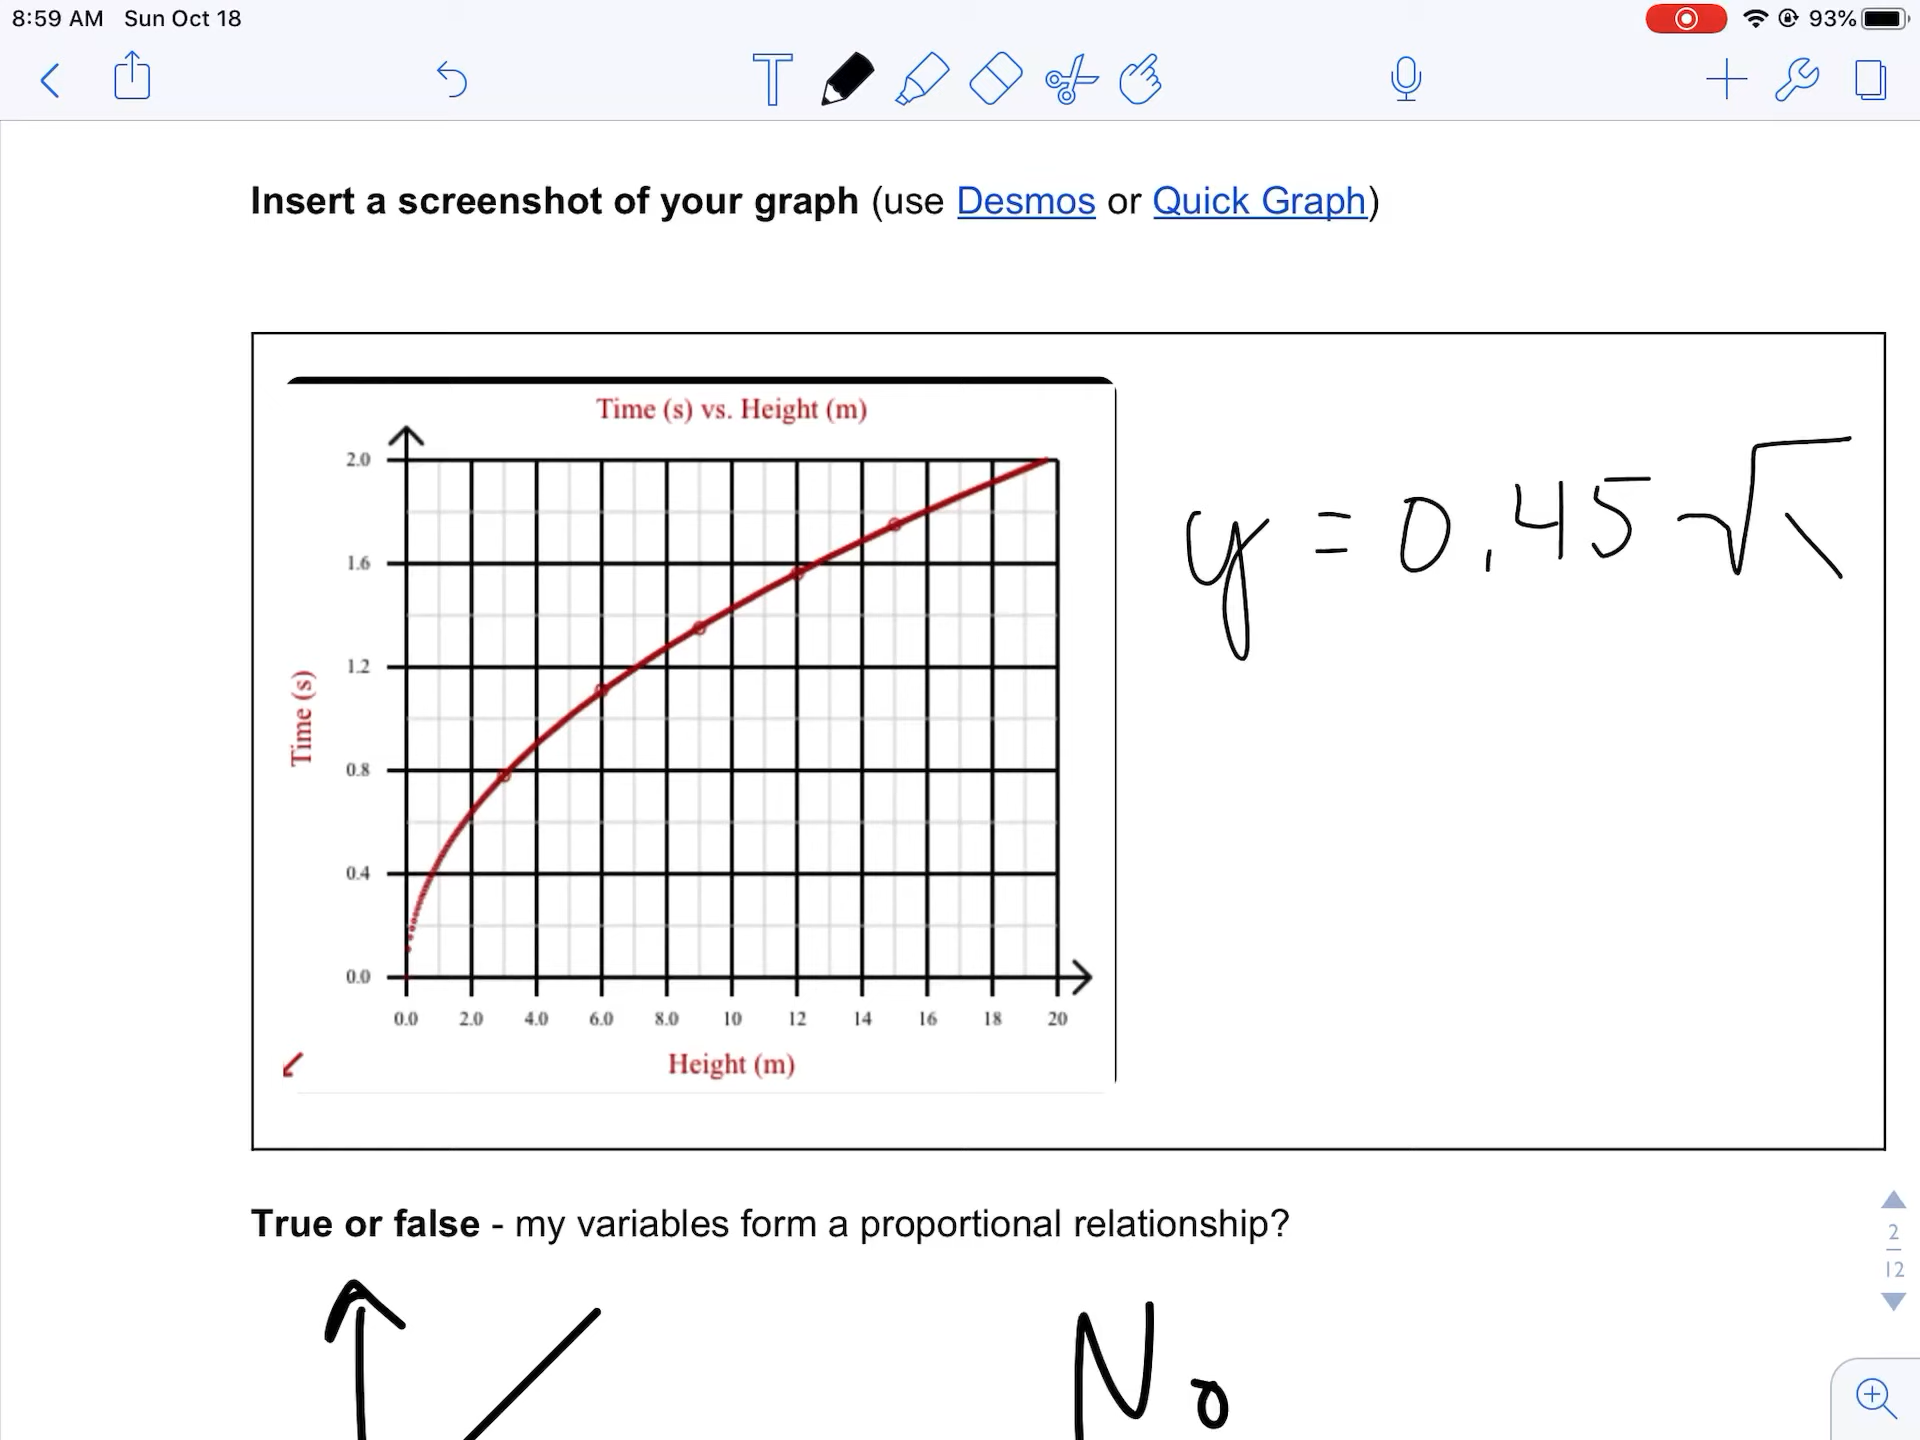 8:59 AM Sun Oct 18
93%
T
Insert a screenshot of your graph (use Desmos or Quick Graph)
Time (s) vs. Height (m)
2.0
1.6
1.2
0.8
0.4
0.0
Time (s)
0.0 2.0 4.0 6.0 8.0 10 12 14 16 18 20
Height (m)
y = 0.45√
True or false - my variables form a proportional relationship?
No
2
12